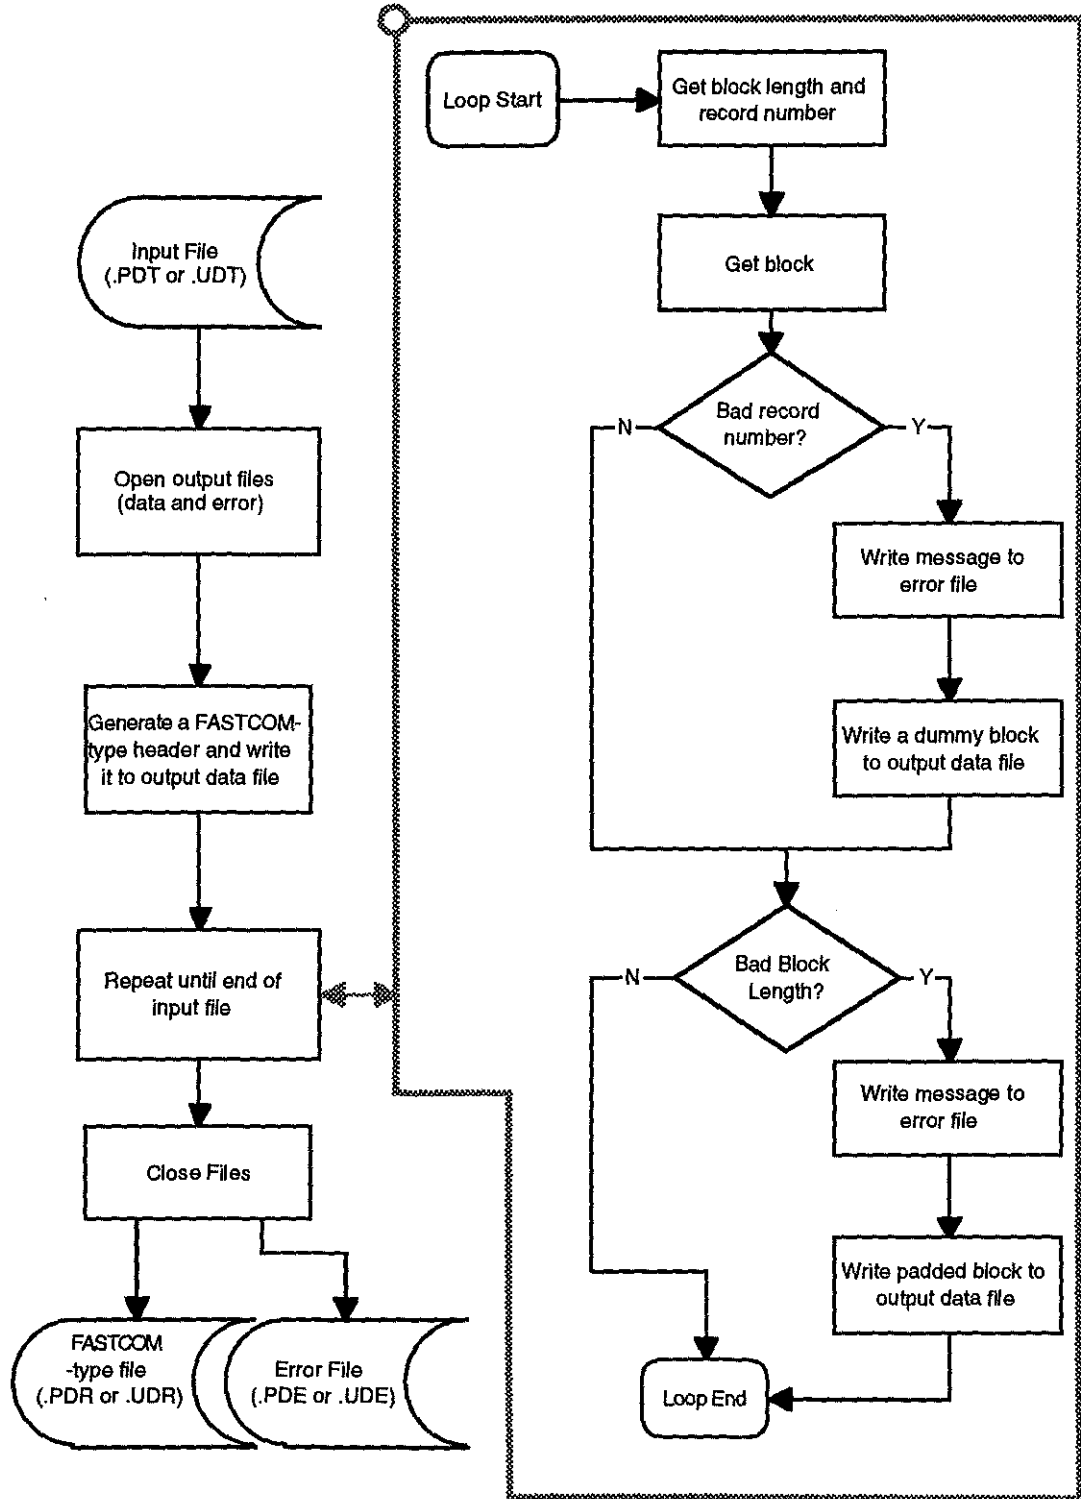 Input File
(.PDT or .UDT)
Open output files
(data and error)
Generate a FASTCOM-
type header and write
it to output data file
Repeat until end of
input file
Close Files
FASTCOM
-type file
(.PDR or .UDR)
Error File
(.PDE or .UDE)
Loop Start
Get block length and
record number
Get block
Bad record
number?
N
Y
Write message to
error file
Write a dummy block
to output data file
Bad Block
Length?
N
Y
Write message to
error file
Write padded block to
output data file
Loop End